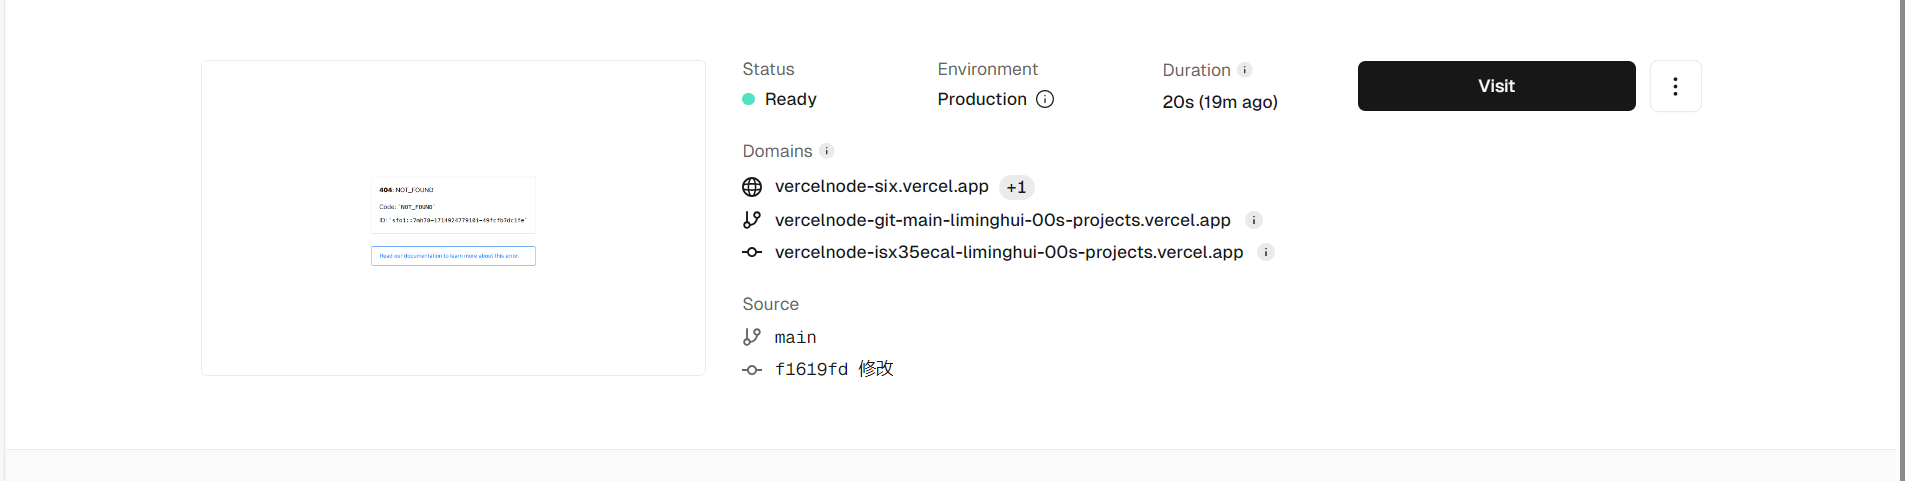 Status
Ready
Environment
Production
Duration
20s (19m ago)
Visit
Domains
vercelnode-six.vercel.app +1
vercelnode-git-main-liminghui-00s-projects.vercel.app
vercelnode-isx35ecal-liminghui-00s-projects.vercel.app
Source
main
f1619fd 修改
404: NOT_FOUND
Code: `NOT_FOUND`
ID: `sfo1::7mh78-1714924779101-49fcfb7dc1fe`
Read our documentation to learn more about this error.